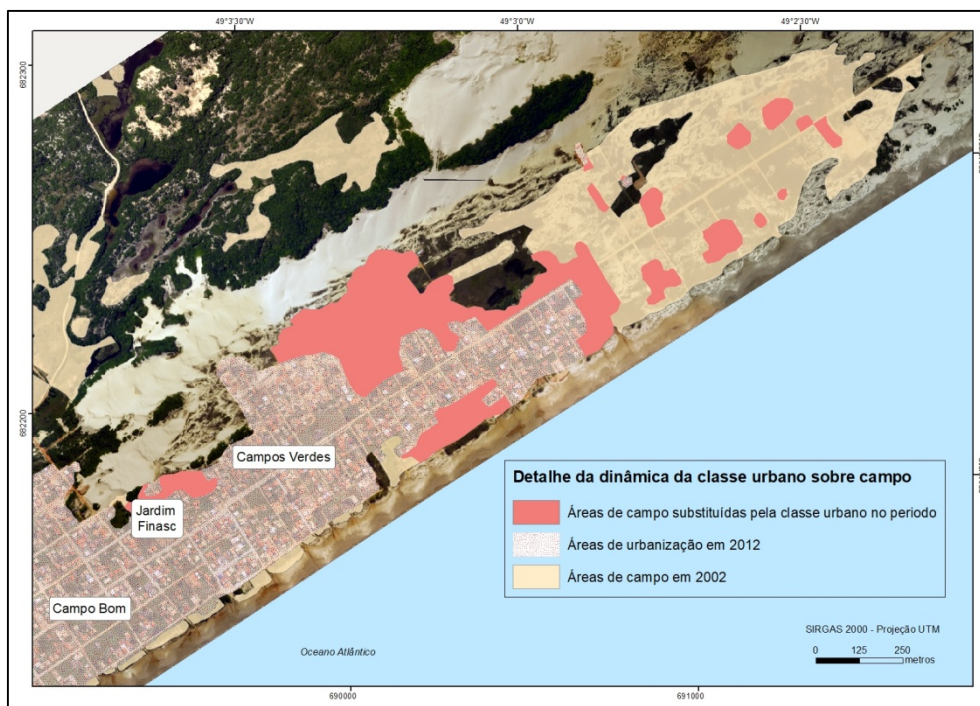 49°3'30"W
49°3'0"W
49°2'30"W
682300
682200
Campos Verdes
Jardim
Finasc
Campo Bom
Detalhe da dinâmica da classe urbano sobre campo
Áreas de campo substituídas pela classe urbano no periodo
Áreas de urbanização em 2012
Áreas de campo em 2002
SIRGAS 2000 - Projeção UTM
0 125 250
metros
Oceano Atlântico
690000
691000